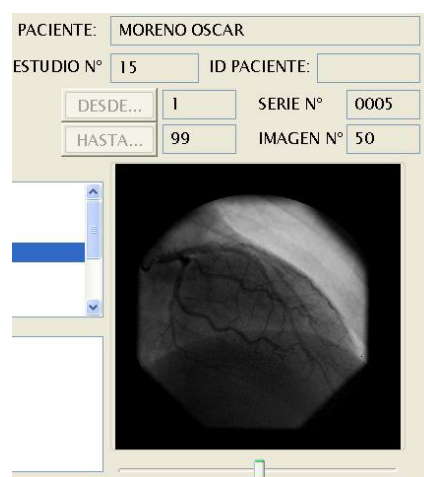 PACIENTE: MORENO OSCAR
ESTUDIO N° 15 ID PACIENTE:
DESDE... 1 SERIE N° 0005
HASTA... 99 IMAGEN N° 50